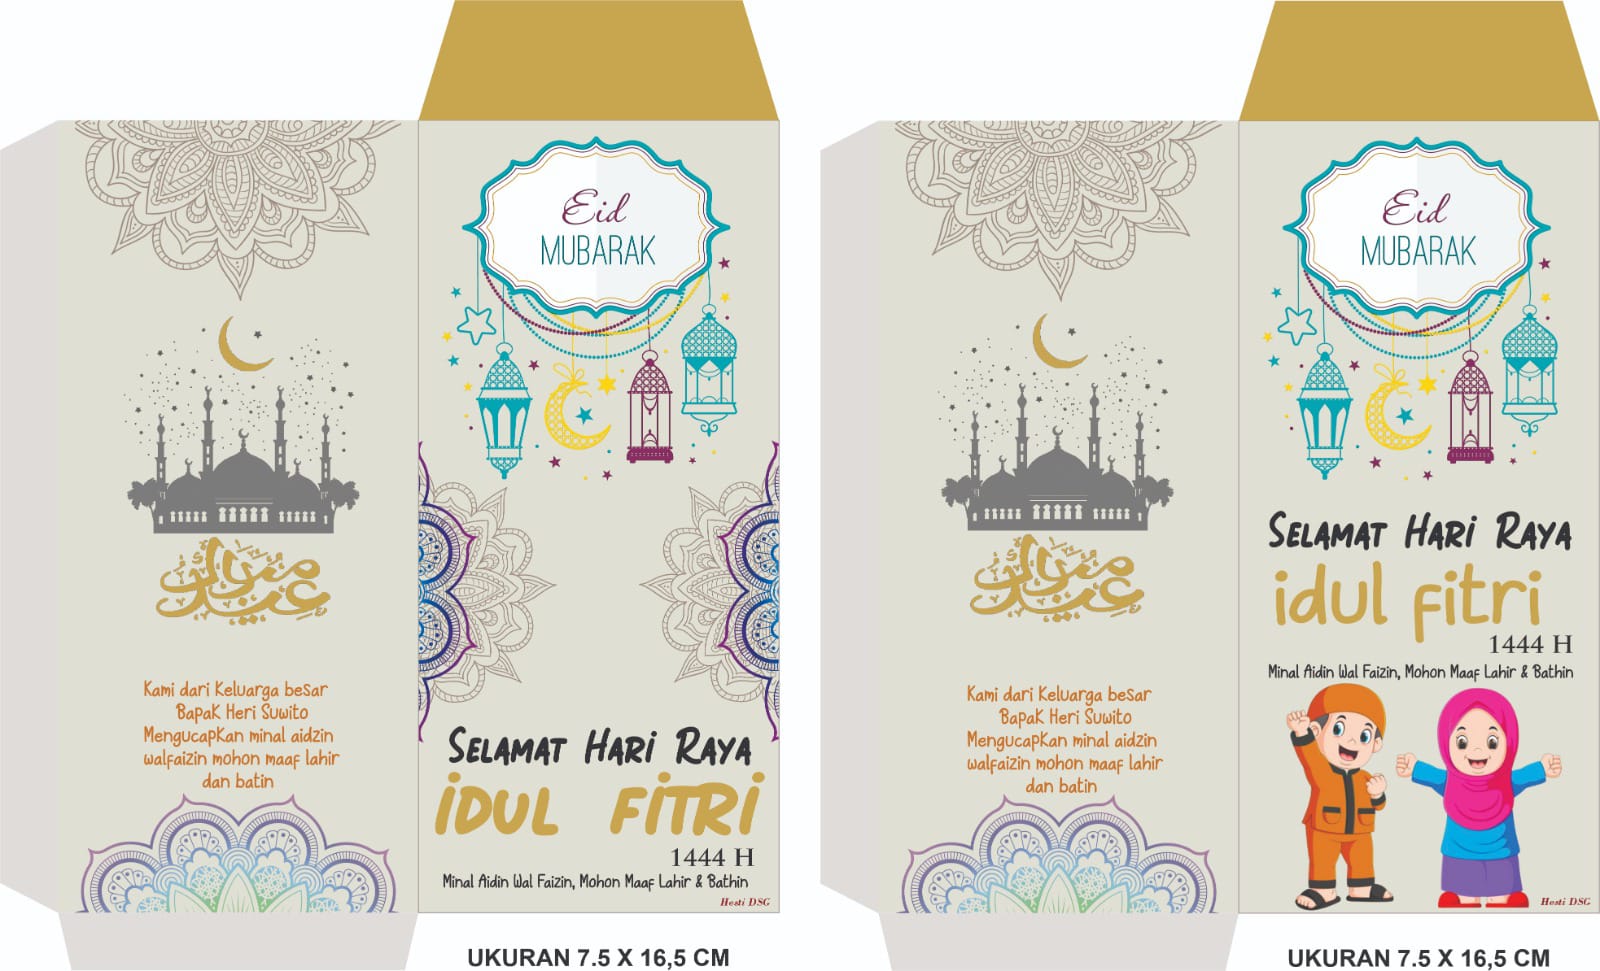 عيد مبارك
Kami dari Keluarga besar
Bapak Heri Suwito
Mengucapkan minal aidzin
walfaizin mohon maaf lahir
dan batin
Eid
MUBARAK
SELAMAT HARI RAYA
IDUL FITRI
1444 H
Minal Aidin Wal Faizin, Mohon Maaf Lahir & Bathin
Hesti DSG
UKURAN 7.5 X 16,5 CM
عيد مبارك
Kami dari Keluarga besar
Bapak Heri Suwito
Mengucapkan minal aidzin
walfaizin mohon maaf lahir
dan batin
Eid
MUBARAK
SELAMAT HARI RAYA
idul fitri
1444 H
Minal Aidin Wal Faizin, Mohon Maaf Lahir & Bathin
Hesti DSG
UKURAN 7.5 X 16,5 CM